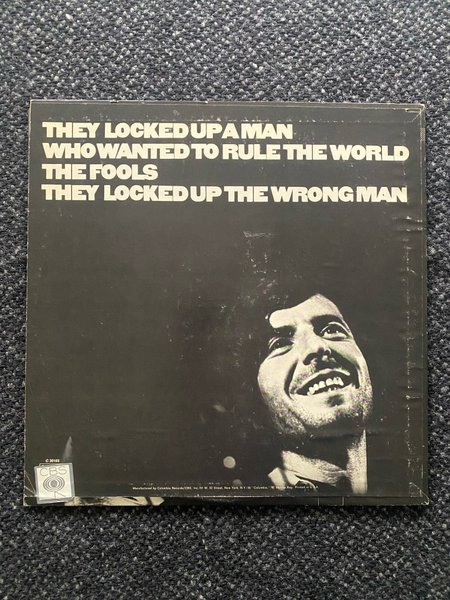 THEY LOCKED UP A MAN
WHO WANTED TO RULE THE WORLD
THE FOOLS
THEY LOCKED UP THE WRONG MAN
C 30103
CBS